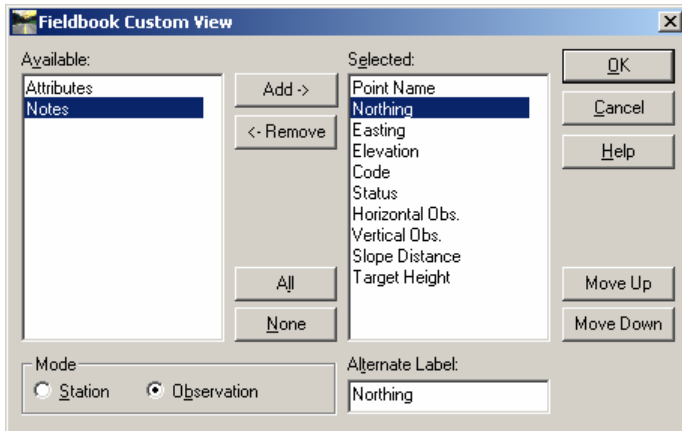 Fieldbook Custom View
Available:
Attributes
Notes
Add ->
<- Remove
All
None
Selected:
Point Name
Northing
Easting
Elevation
Code
Status
Horizontal Obs.
Vertical Obs.
Slope Distance
Target Height
OK
Cancel
Help
Move Up
Move Down
Mode
Station
Observation
Alternate Label:
Northing